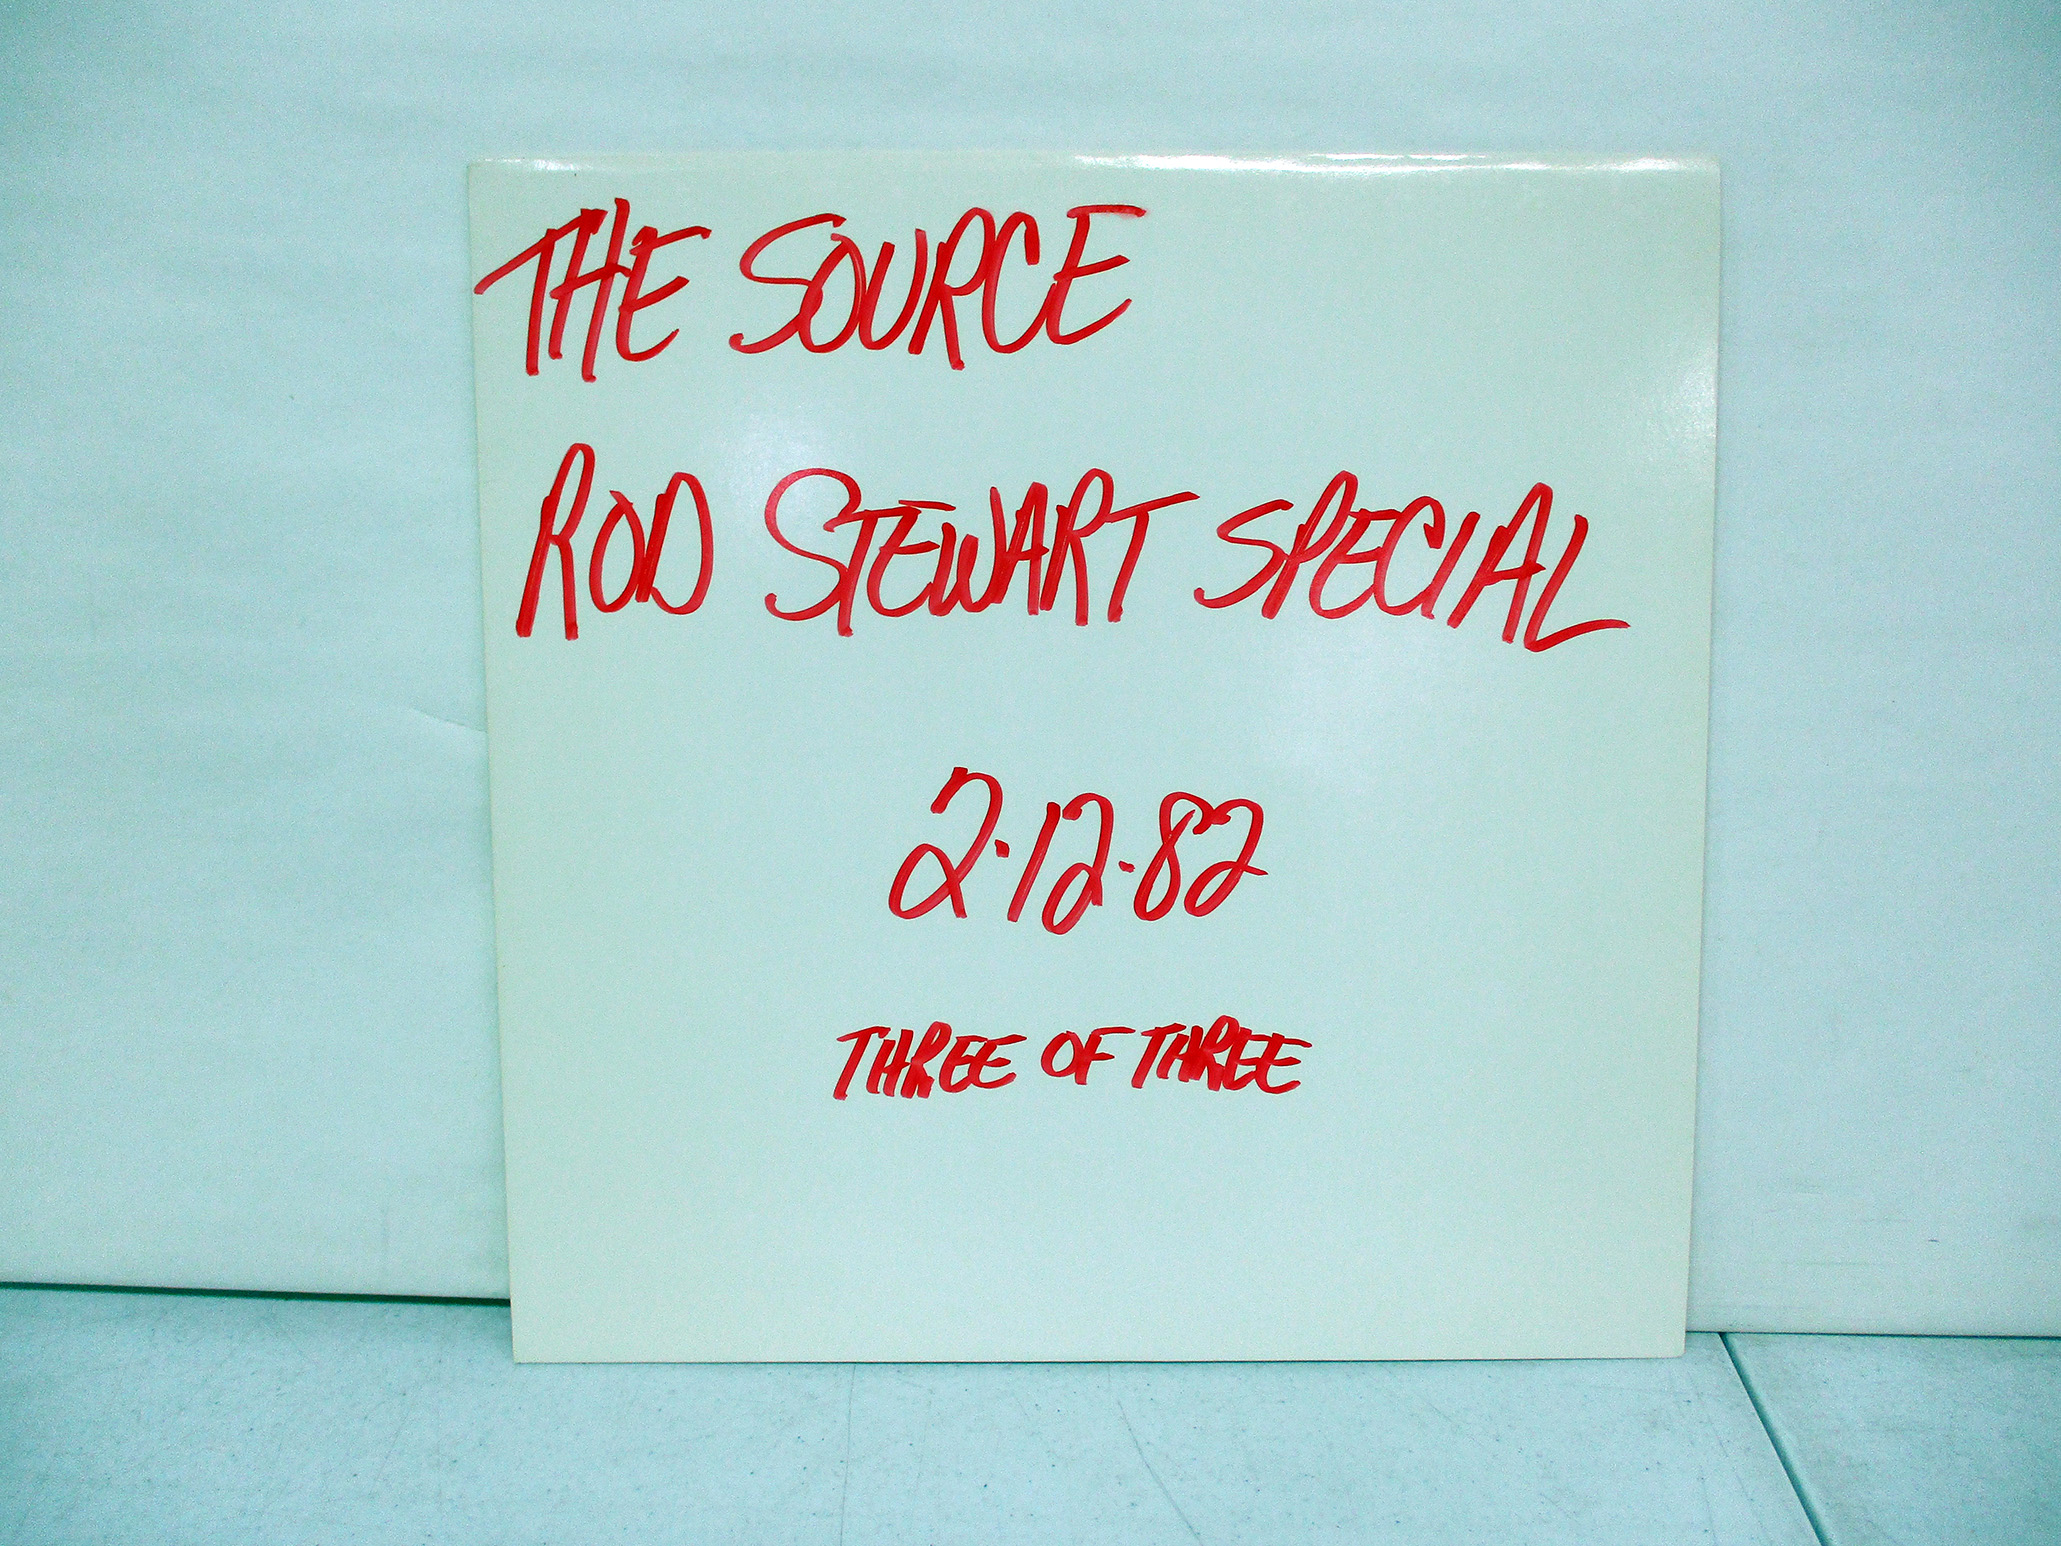 THE SOURCE
ROD STEWART SPECIAL
2·12·82
THREE OF THREE